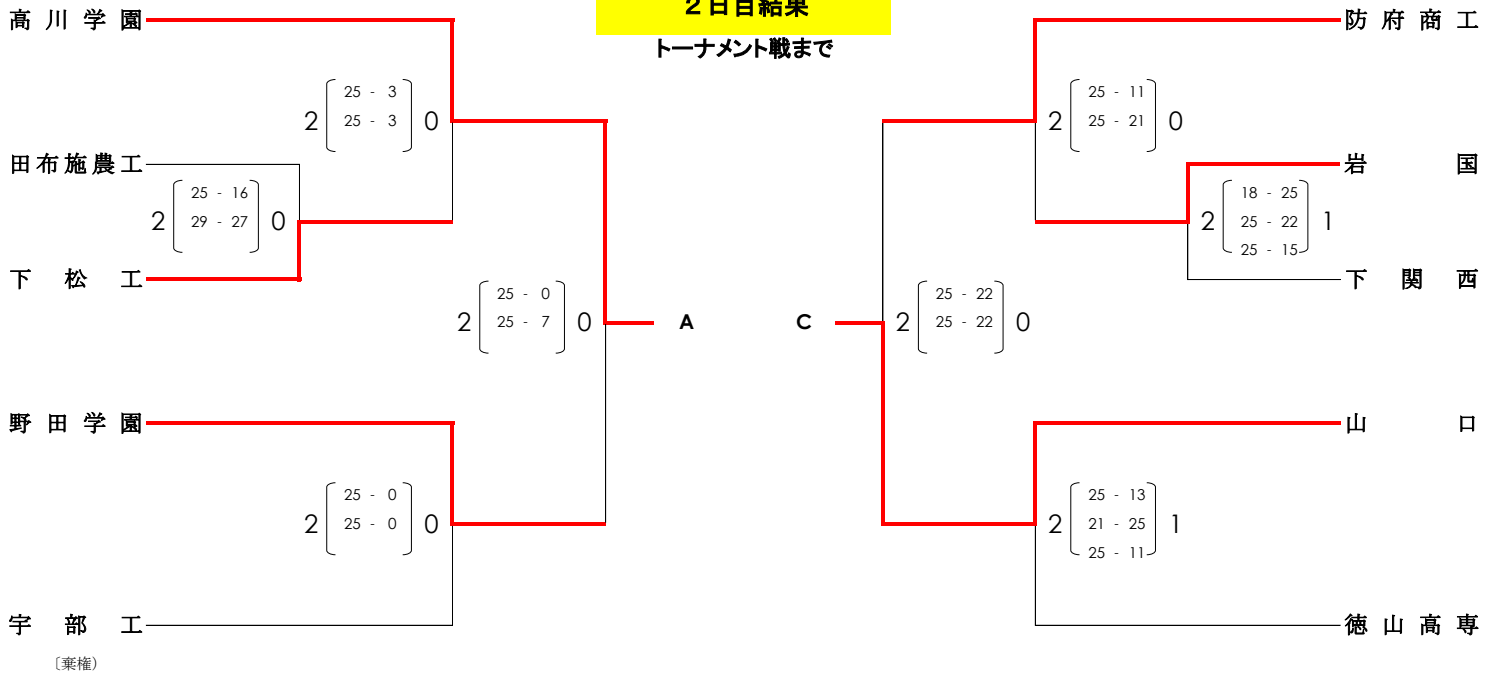 2日目結果
トーナメント戦まで
高川学園
2 25 - 3 0
25 - 3
田布施農工
2 25 - 16 0
29 - 27
下松工
2 25 - 0 0
25 - 7
A
野田学園
2 25 - 0 0
25 - 0
宇部工
〔棄権〕
防府商工
2 25 - 11 0
25 - 21
岩国
2 18 - 25 1
25 - 22
25 - 15
下関西
C
2 25 - 22 0
25 - 22
山口
2 25 - 13 1
21 - 25
25 - 11
徳山高専